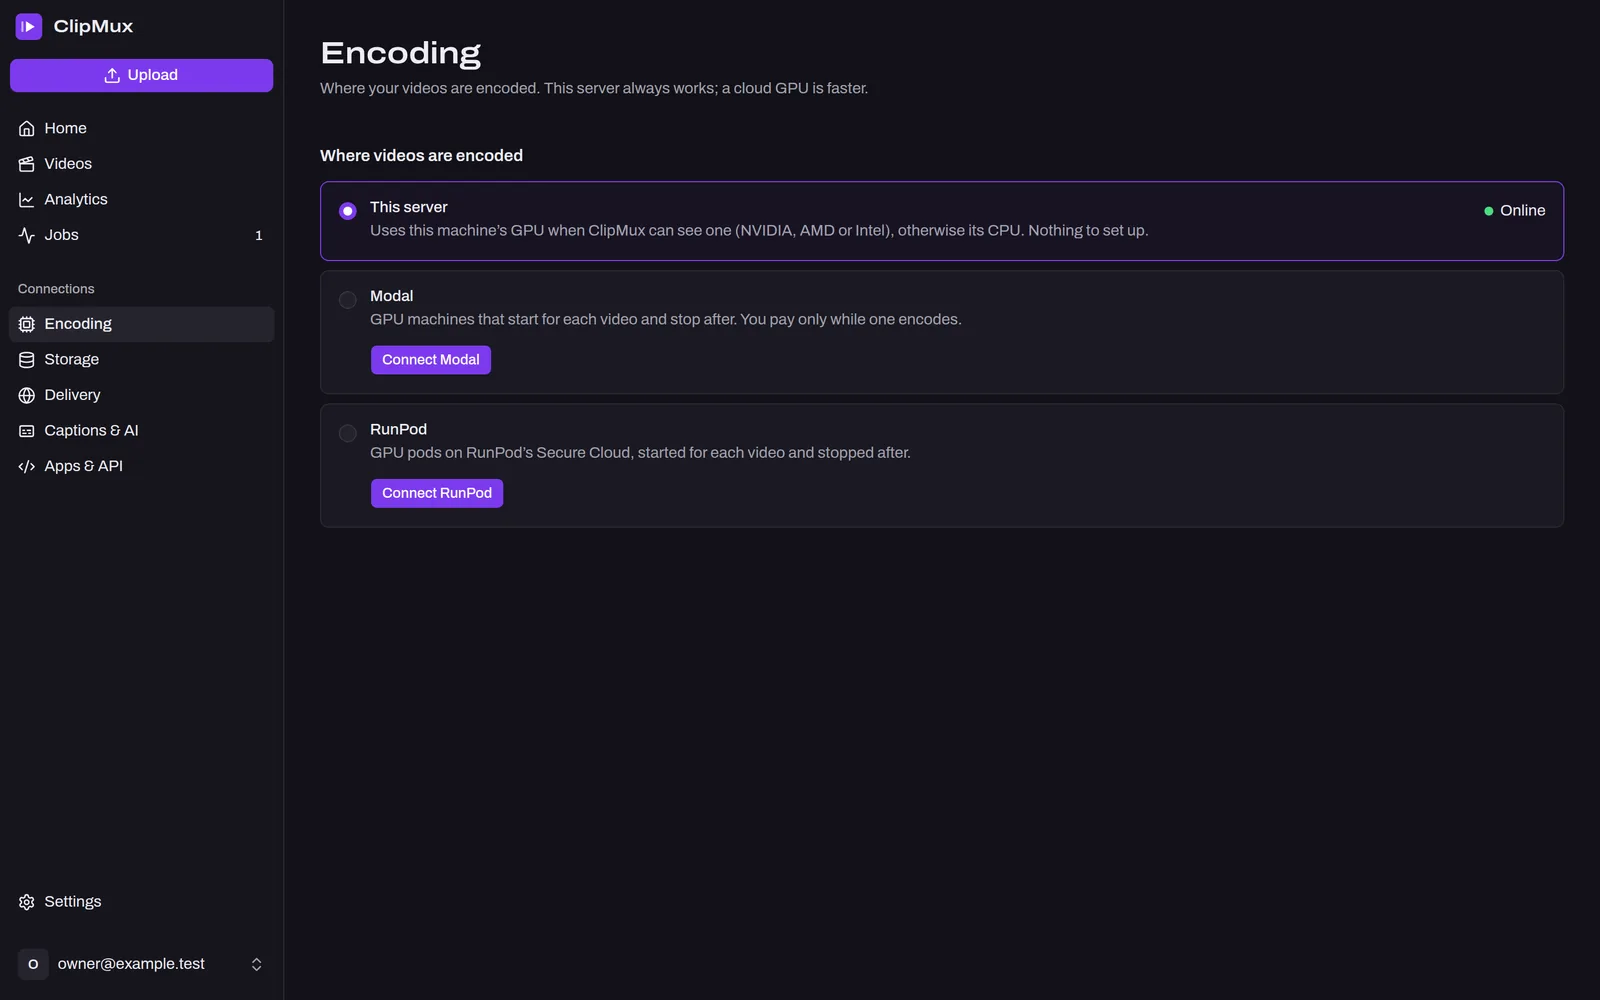 ClipMux
Upload
Home
Videos
Analytics
Jobs 1
Connections
Encoding
Storage
Delivery
Captions & AI
Apps & API
Settings
O owner@example.test
Encoding
Where your videos are encoded. This server always works; a cloud GPU is faster.
Where videos are encoded
This server
Online
Uses this machine’s GPU when ClipMux can see one (NVIDIA, AMD or Intel), otherwise its CPU. Nothing to set up.
Modal
GPU machines that start for each video and stop after. You pay only while one encodes.
Connect Modal
RunPod
GPU pods on RunPod’s Secure Cloud, started for each video and stopped after.
Connect RunPod